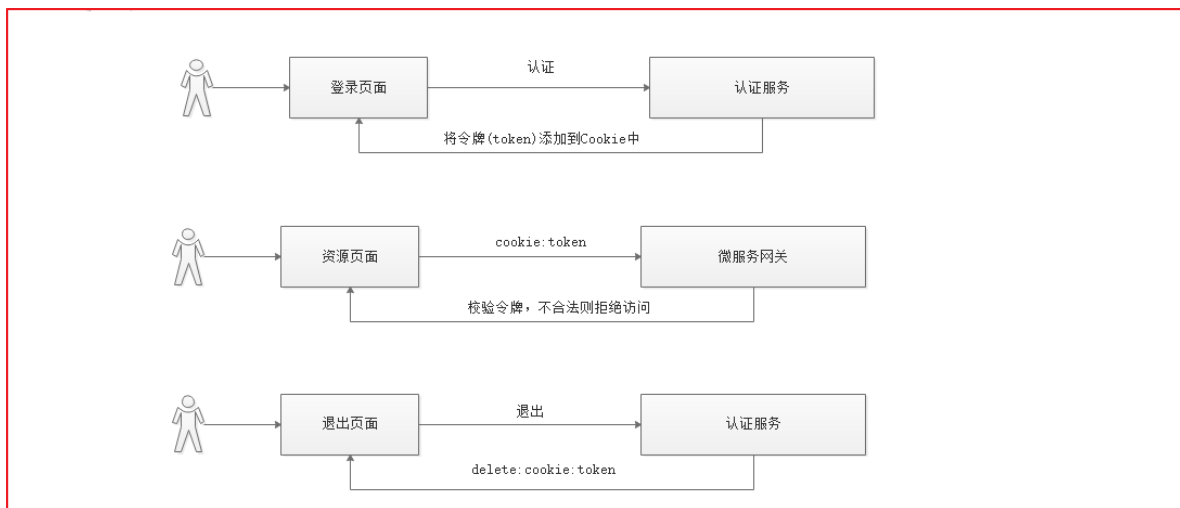 认证
登录页面
认证服务
将令牌(token)添加到Cookie中
cookie:token
资源页面
微服务网关
校验令牌，不合法则拒绝访问
退出
退出页面
认证服务
delete:cookie:token